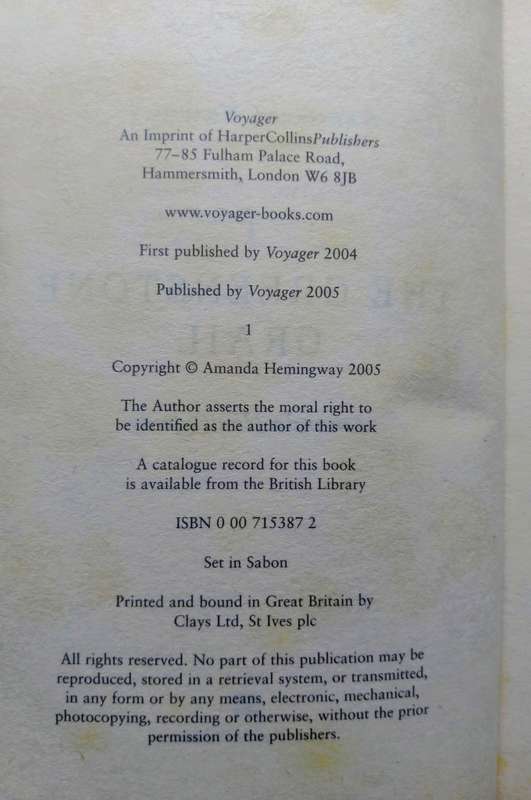 Voyager
An Imprint of HarperCollinsPublishers
77–85 Fulham Palace Road,
Hammersmith, London W6 8JB
www.voyager-books.com
First published by Voyager 2004
Published by Voyager 2005
1
Copyright © Amanda Hemingway 2005
The Author asserts the moral right to
be identified as the author of this work
A catalogue record for this book
is available from the British Library
ISBN 0 00 715387 2
Set in Sabon
Printed and bound in Great Britain by
Clays Ltd, St Ives plc
All rights reserved. No part of this publication may be
reproduced, stored in a retrieval system, or transmitted,
in any form or by any means, electronic, mechanical,
photocopying, recording or otherwise, without the prior
permission of the publishers.